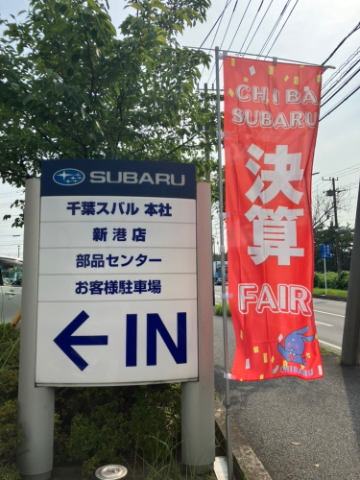 SUBARU
千葉スバル 本社
新港店
部品センター
お客様駐車場
←IN
CHIBA
SUBARU
決算
FAIR
CHIBARU